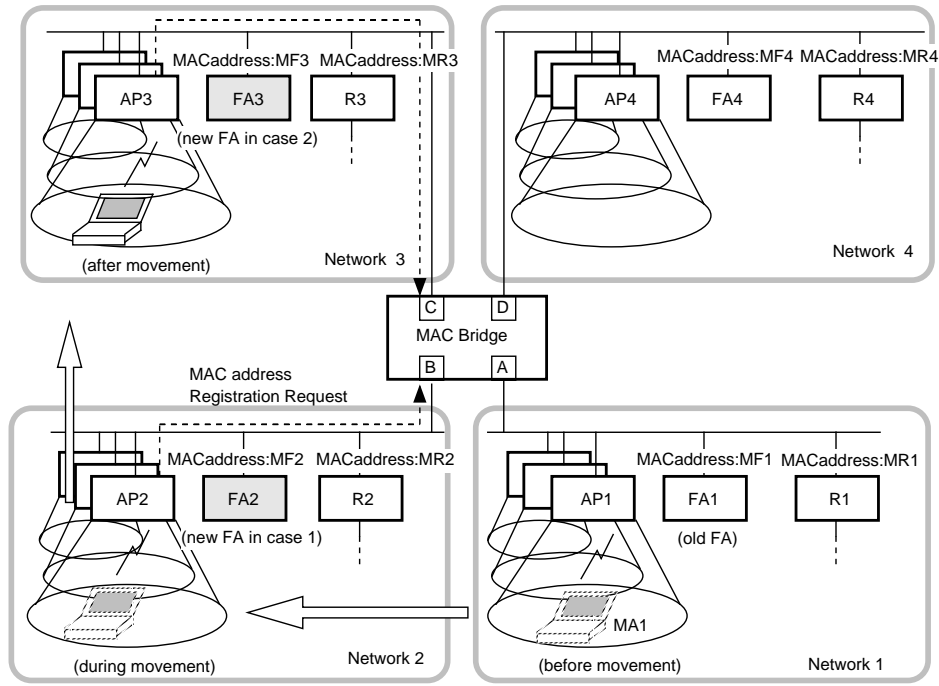 MACaddress:MF3
MACaddress:MR3
AP3
FA3
R3
(new FA in case 2)
(after movement)
Network 3
MACaddress:MF4
MACaddress:MR4
AP4
FA4
R4
Network 4
C
D
MAC Bridge
B
A
MAC address
Registration Request
MACaddress:MF2
MACaddress:MR2
AP2
FA2
R2
(new FA in case 1)
(during movement)
Network 2
MACaddress:MF1
MACaddress:MR1
AP1
FA1
R1
(old FA)
MA1
(before movement)
Network 1